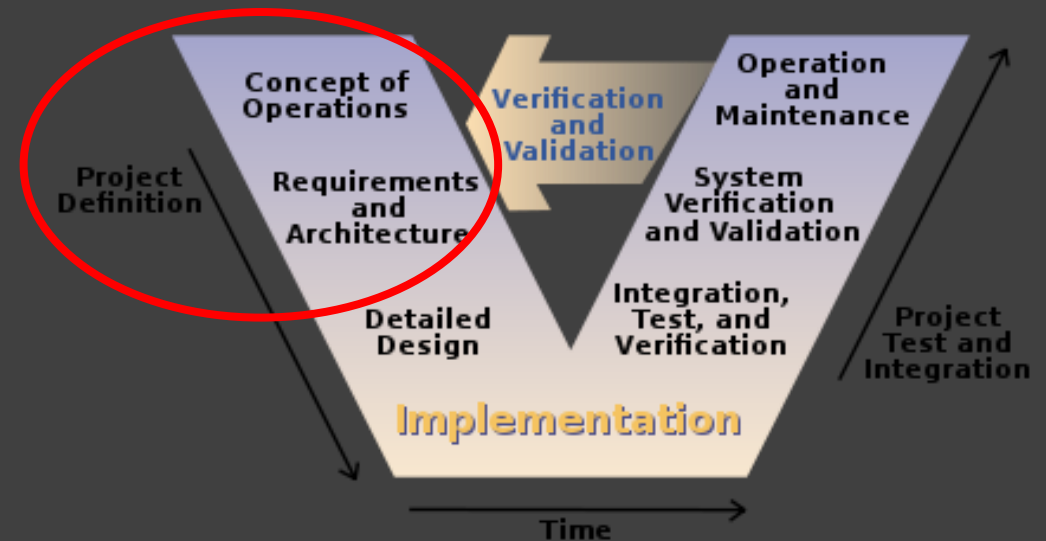 Concept of
Operations
Verification
and
Validation
Operation
and
Maintenance
Project
Definition
Requirements
and
Architecture
System
Verification
and Validation
Detailed
Design
Integration,
Test, and
Verification
Project
Test and
Integration
Implementation
Time